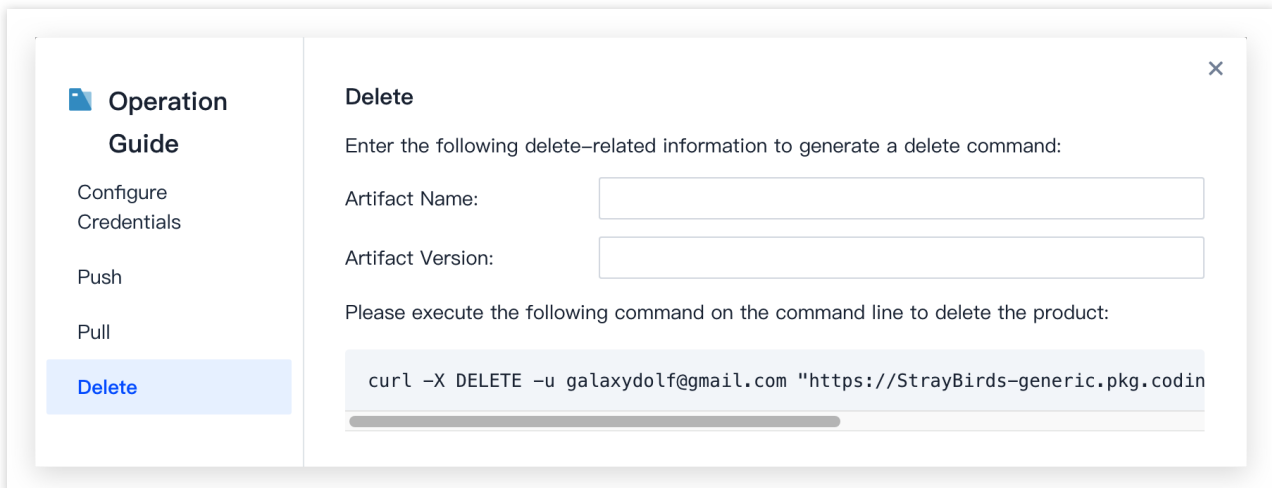 Operation
Guide
Configure
Credentials
Push
Pull
Delete
Delete
Enter the following delete-related information to generate a delete command:
Artifact Name:
Artifact Version:
Please execute the following command on the command line to delete the product:
curl -X DELETE -u galaxydolf@gmail.com "https://StrayBirds-generic.pkg.codin